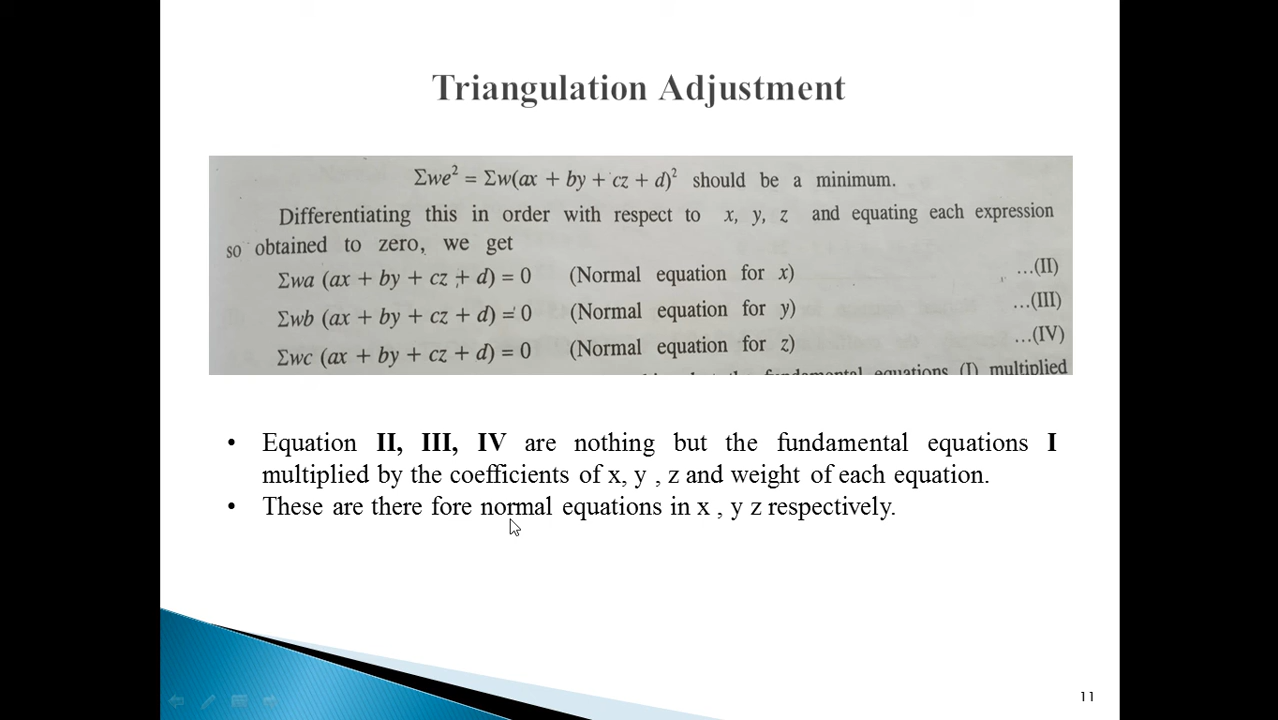 Triangulation Adjustment
Σwe² = Σw(ax + by + cz + d)² should be a minimum.
Differentiating this in order with respect to x, y, z and equating each expression
so obtained to zero, we get
Σwa (ax + by + cz + d) = 0 (Normal equation for x) ...(II)
Σwb (ax + by + cz + d) = 0 (Normal equation for y) ...(III)
Σwc (ax + by + cz + d) = 0 (Normal equation for z) ...(IV)
the fundamental equations (I) multiplied
• Equation II, III, IV are nothing but the fundamental equations I
multiplied by the coefficients of x, y , z and weight of each equation.
• These are there fore normal equations in x , y z respectively.
11